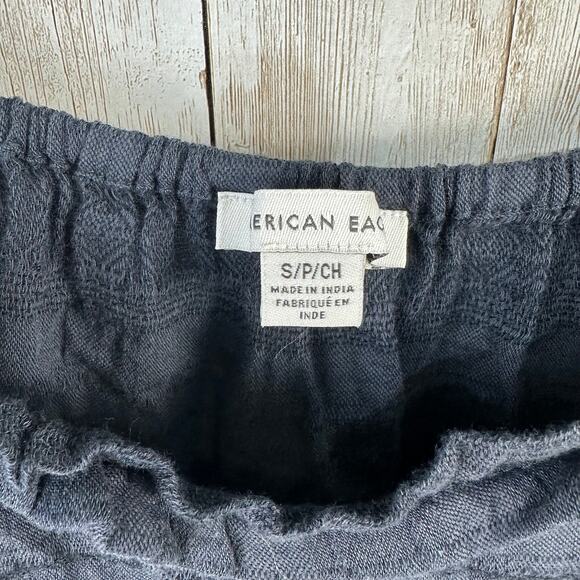 ERICAN EAG
S/P/CH
MADE IN INDIA
FABRIQUÉ EN
INDE